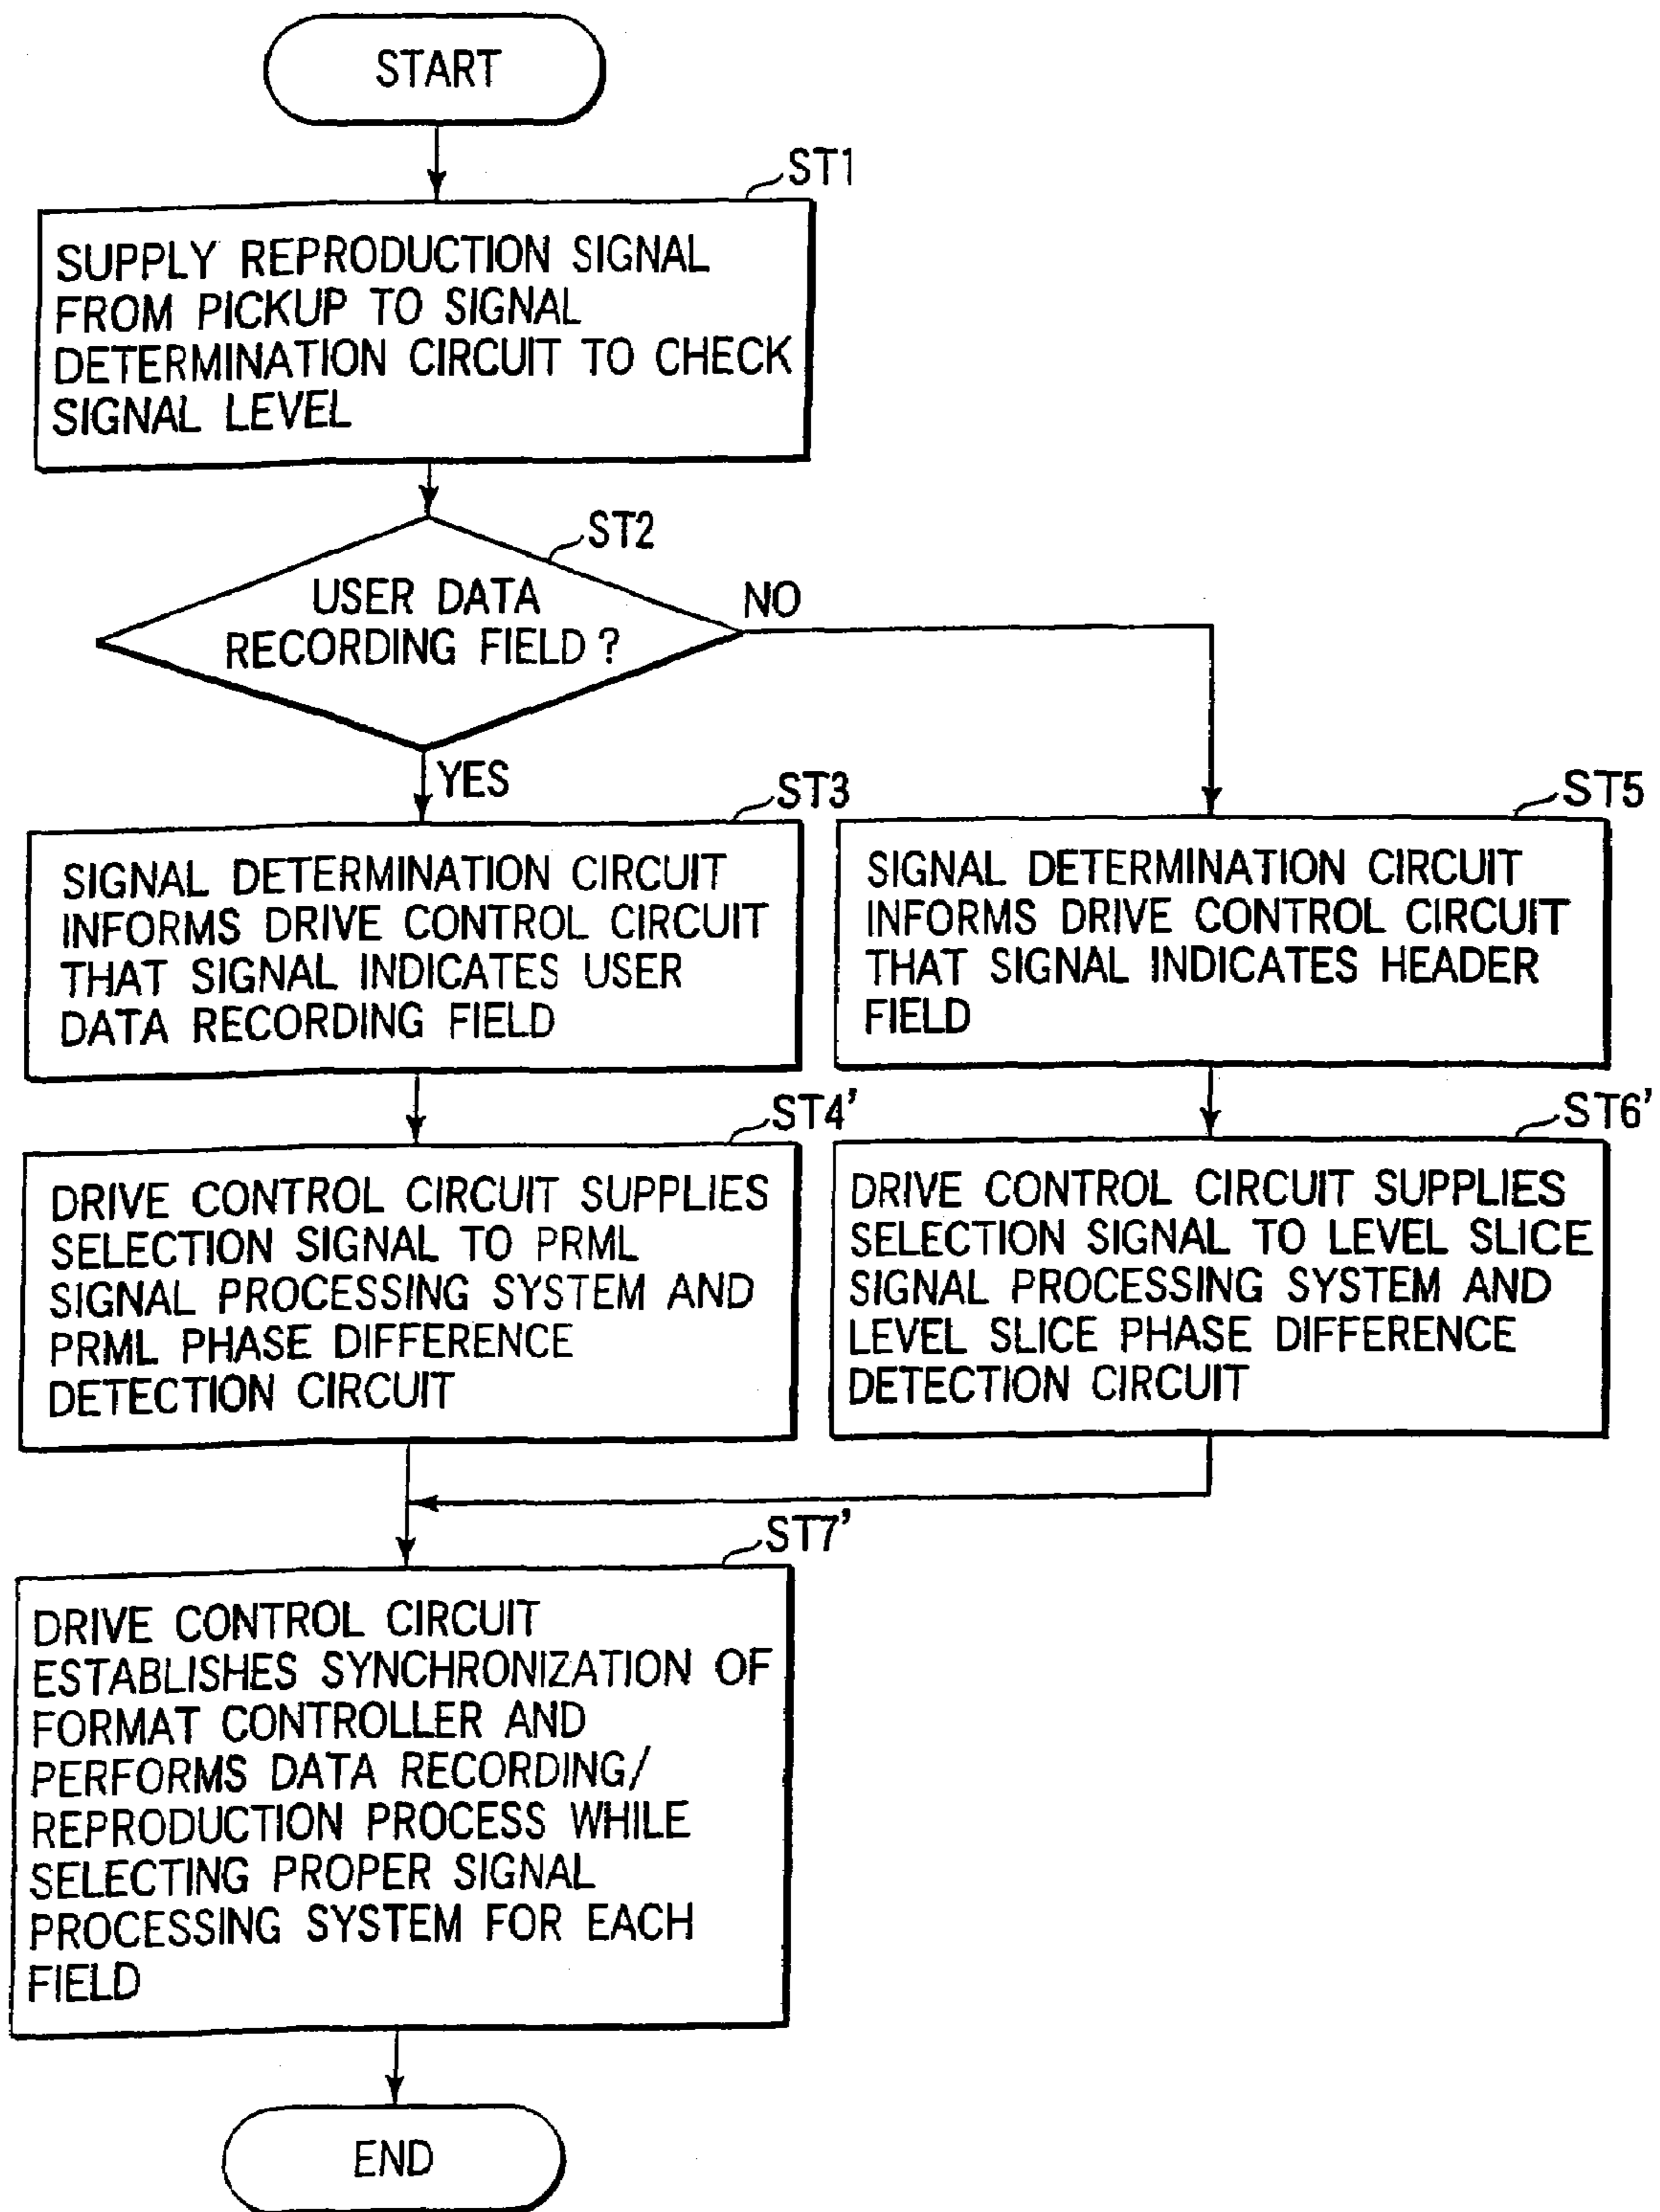 START
ST1
SUPPLY REPRODUCTION SIGNAL
FROM PICKUP TO SIGNAL
DETERMINATION CIRCUIT TO CHECK
SIGNAL LEVEL
ST2
USER DATA
RECORDING FIELD?
NO
YES
ST3
SIGNAL DETERMINATION CIRCUIT
INFORMS DRIVE CONTROL CIRCUIT
THAT SIGNAL INDICATES USER
DATA RECORDING FIELD
ST5
SIGNAL DETERMINATION CIRCUIT
INFORMS DRIVE CONTROL CIRCUIT
THAT SIGNAL INDICATES HEADER
FIELD
ST4'
DRIVE CONTROL CIRCUIT SUPPLIES
SELECTION SIGNAL TO PRML
SIGNAL PROCESSING SYSTEM AND
PRML PHASE DIFFERENCE
DETECTION CIRCUIT
ST6'
DRIVE CONTROL CIRCUIT SUPPLIES
SELECTION SIGNAL TO LEVEL SLICE
SIGNAL PROCESSING SYSTEM AND
LEVEL SLICE PHASE DIFFERENCE
DETECTION CIRCUIT
ST7'
DRIVE CONTROL CIRCUIT
ESTABLISHES SYNCHRONIZATION OF
FORMAT CONTROLLER AND
PERFORMS DATA RECORDING/
REPRODUCTION PROCESS WHILE
SELECTING PROPER SIGNAL
PROCESSING SYSTEM FOR EACH
FIELD
END